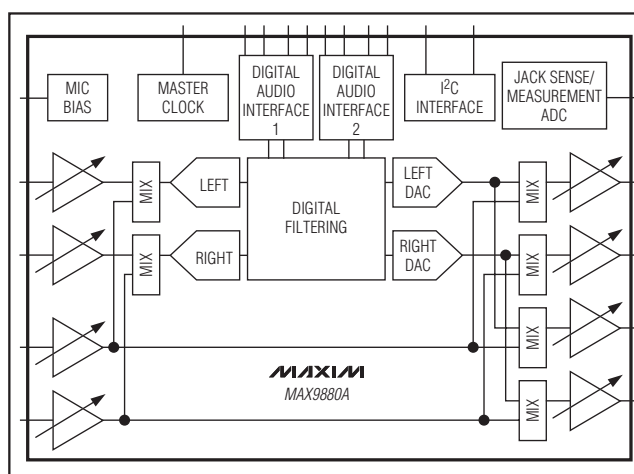 MIC
BIAS
MASTER
CLOCK
DIGITAL
AUDIO
INTERFACE
1
DIGITAL
AUDIO
INTERFACE
2
I²C
INTERFACE
JACK SENSE/
MEASUREMENT
ADC
MIX
LEFT
DIGITAL
FILTERING
LEFT
DAC
MIX
MIX
RIGHT
RIGHT
DAC
MIX
MIX
MAXIM
MAX9880A
MIX